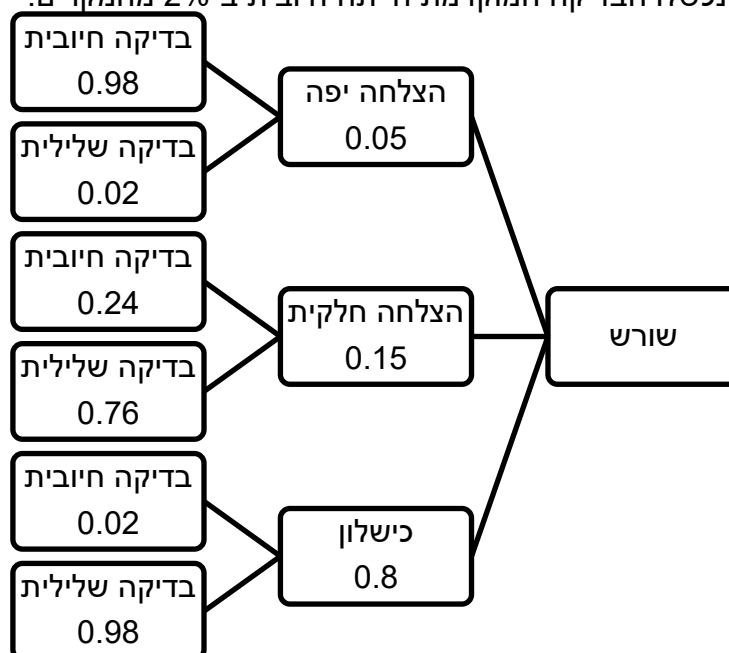 מהמקרים.
שורש
הצלחה יפה
0.05
בדיקה חיובית
0.98
בדיקה שלילית
0.02
הצלחה חלקית
0.15
בדיקה חיובית
0.24
בדיקה שלילית
0.76
כישלון
0.8
בדיקה חיובית
0.02
בדיקה שלילית
0.98